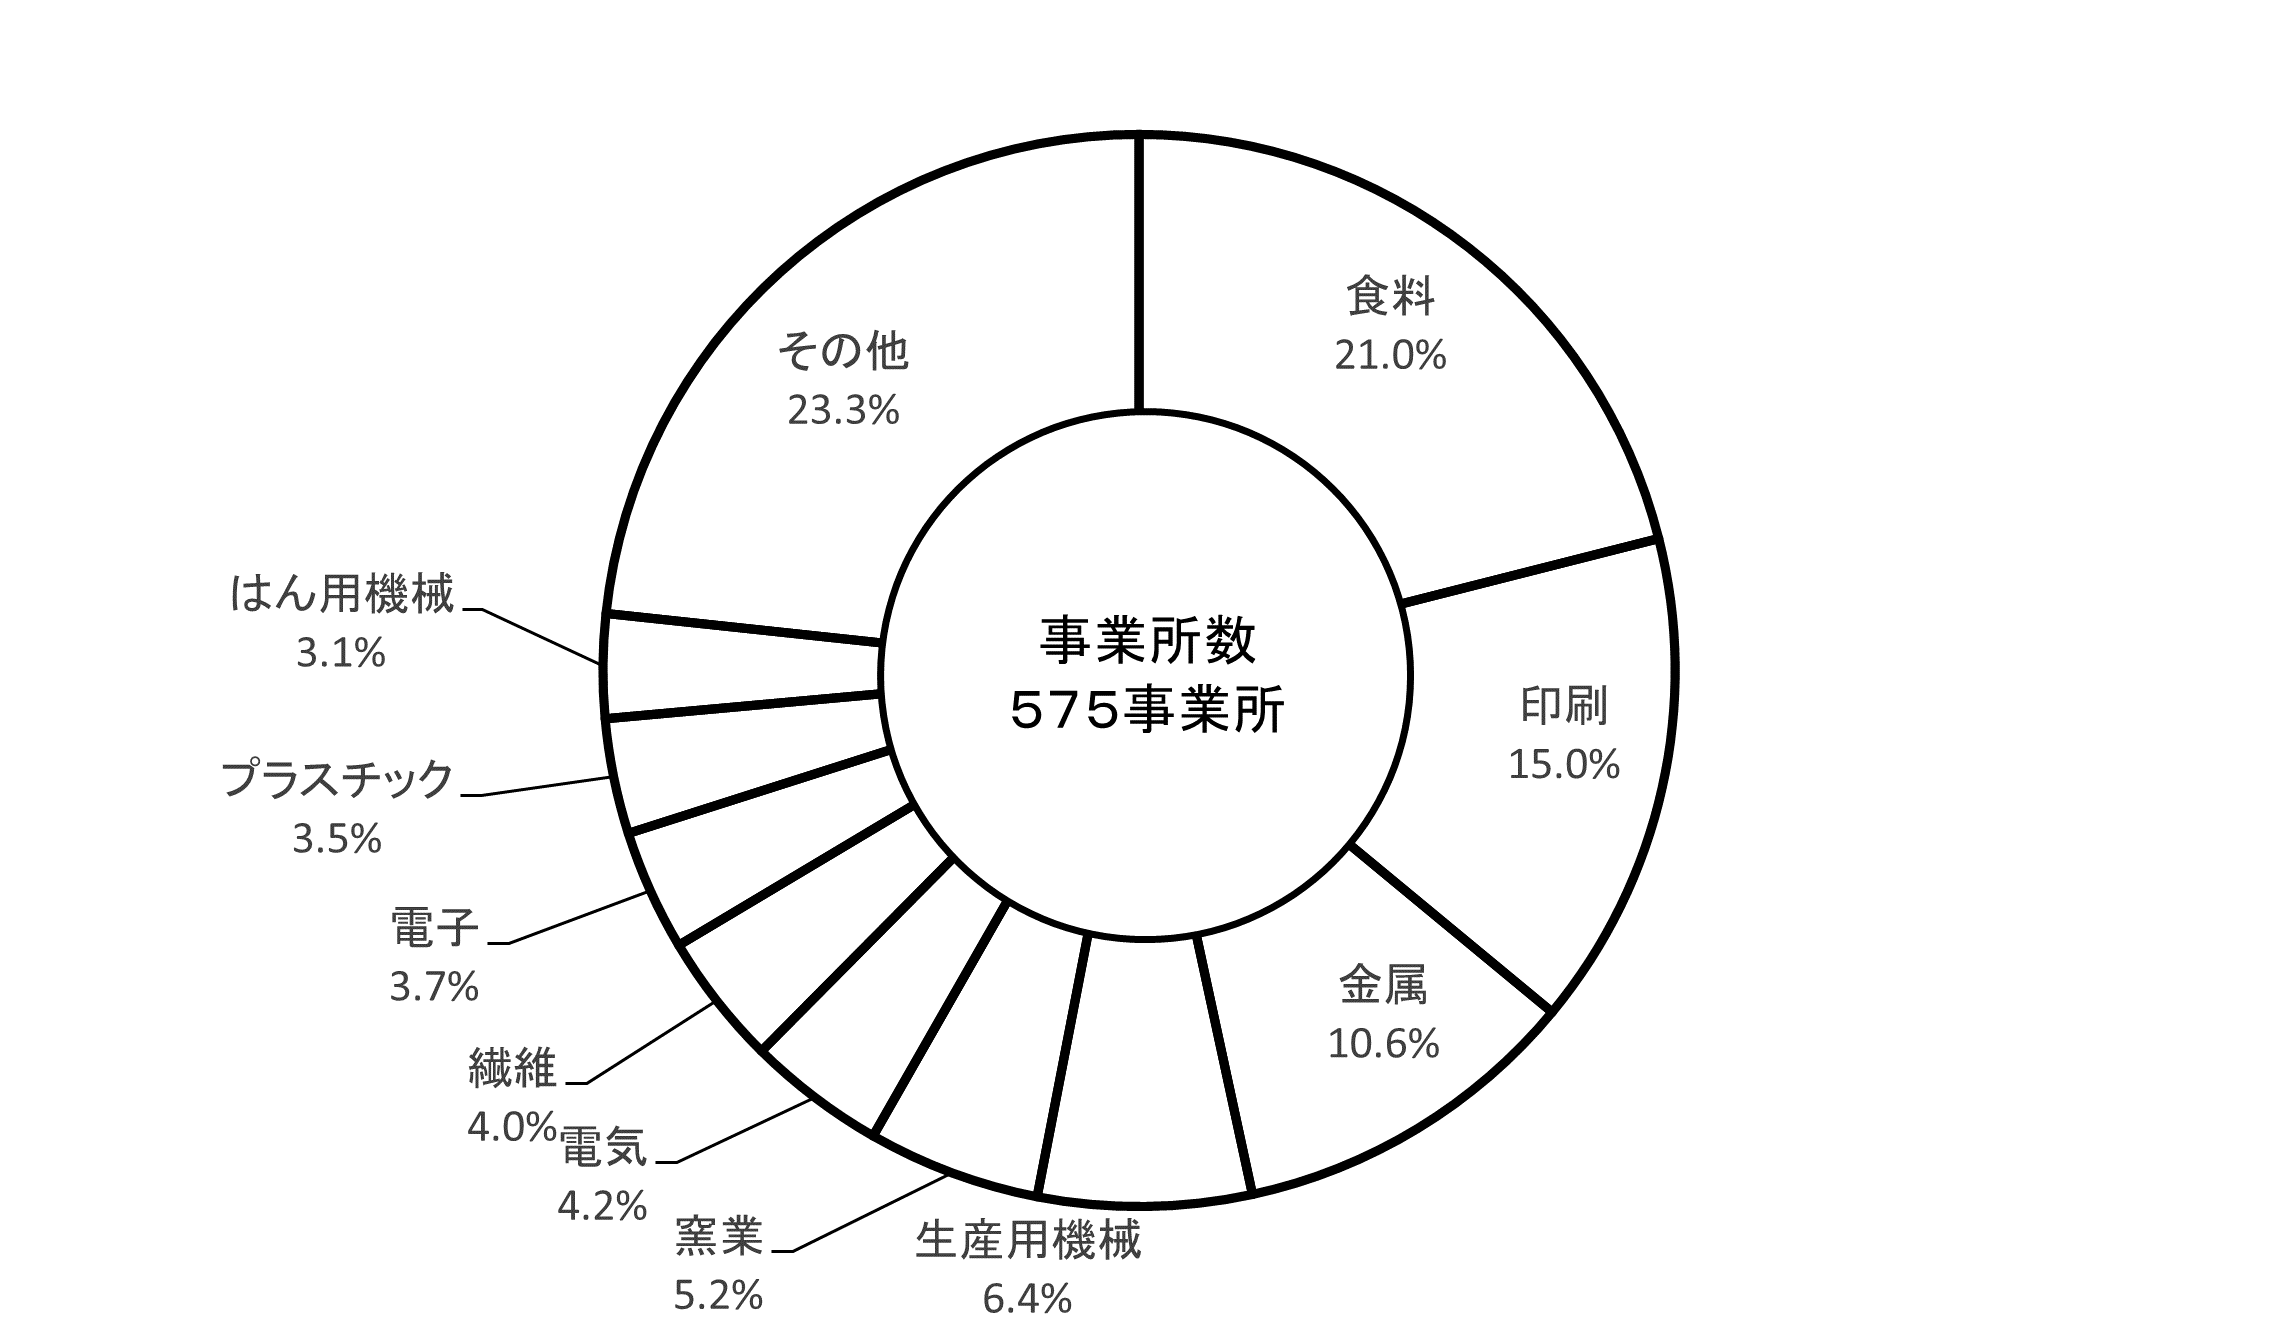 食料
21.0%
印刷
15.0%
金属
10.6%
生産用機械
6.4%
窯業
5.2%
電気
4.2%
繊維
4.0%
電子
3.7%
プラスチック
3.5%
はん用機械
3.1%
その他
23.3%
事業所数
575事業所